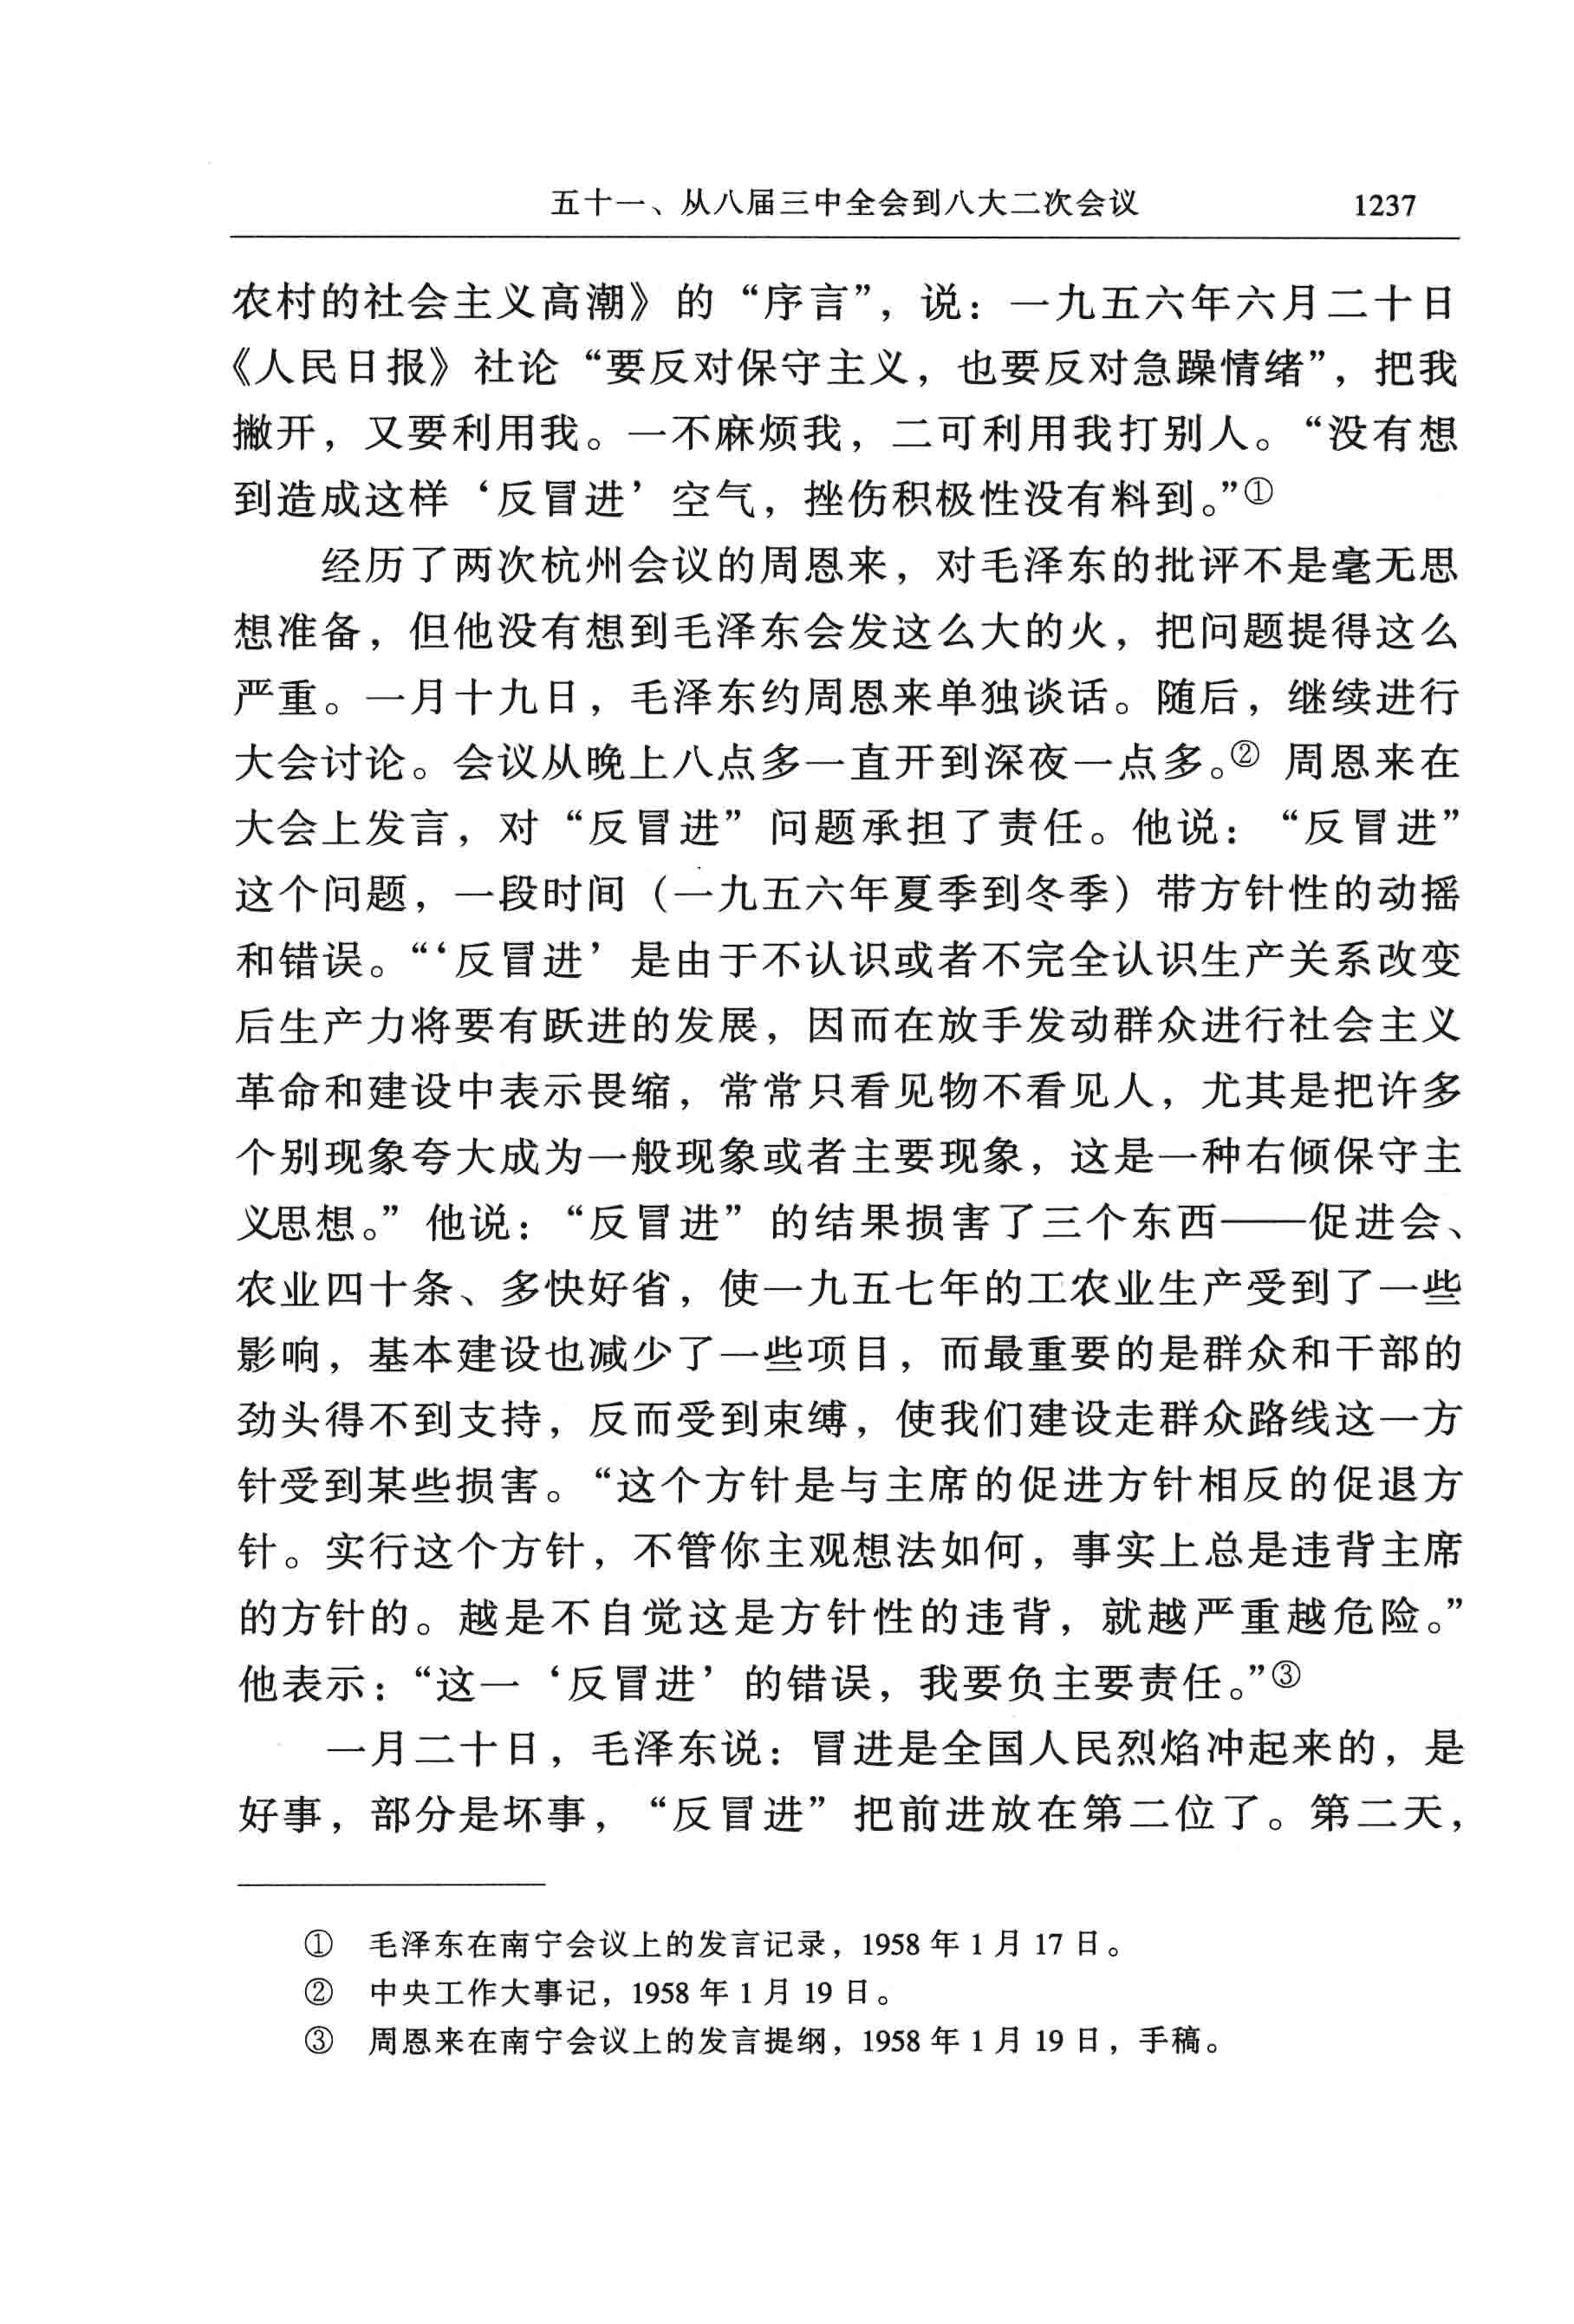 五十一、从八届三中全会到八大二次会议 1237
农村的社会主义高潮》的“序言”，说：一九五六年六月二十日
《人民日报》社论“要反对保守主义，也要反对急躁情绪”，把我
撇开，又要利用我。一不麻烦我，二可利用我打别人。“没有想
到造成这样‘反冒进’空气，挫伤积极性没有料到。”①
经历了两次杭州会议的周恩来，对毛泽东的批评不是毫无思
想准备，但他没有想到毛泽东会发这么大的火，把问题提得这么
严重。一月十九日，毛泽东约周恩来单独谈话。随后，继续进行
大会讨论。会议从晚上八点多一直开到深夜一点多。② 周恩来在
大会上发言，对“反冒进”问题承担了责任。他说：“反冒进”
这个问题，一段时间（一九五六年夏季到冬季）带方针性的动摇
和错误。“‘反冒进’是由于不认识或者不完全认识生产关系改变
后生产力将要有跃进的发展，因而在放手发动群众进行社会主义
革命和建设中表示畏缩，常常只看见物不看见人，尤其是把许多
个别现象夸大成为一般现象或者主要现象，这是一种右倾保守主
义思想。”他说：“反冒进”的结果损害了三个东西——促进会、
农业四十条、多快好省，使一九五七年的工农业生产受到了一些
影响，基本建设也减少了一些项目，而最重要的是群众和干部的
劲头得不到支持，反而受到束缚，使我们建设走群众路线这一方
针受到某些损害。“这个方针是与主席的促进方针相反的促退方
针。实行这个方针，不管你主观想法如何，事实上总是违背主席
的方针的。越是不自觉这是方针性的违背，就越严重越危险。”
他表示：“这一‘反冒进’的错误，我要负主要责任。”③
一月二十日，毛泽东说：冒进是全国人民烈焰冲起来的，是
好事，部分是坏事，“反冒进”把前进放在第二位了。第二天，
① 毛泽东在南宁会议上的发言记录，1958 年 1 月 17 日。
② 中央工作大事记，1958 年 1 月 19 日。
③ 周恩来在南宁会议上的发言提纲，1958 年 1 月 19 日，手稿。